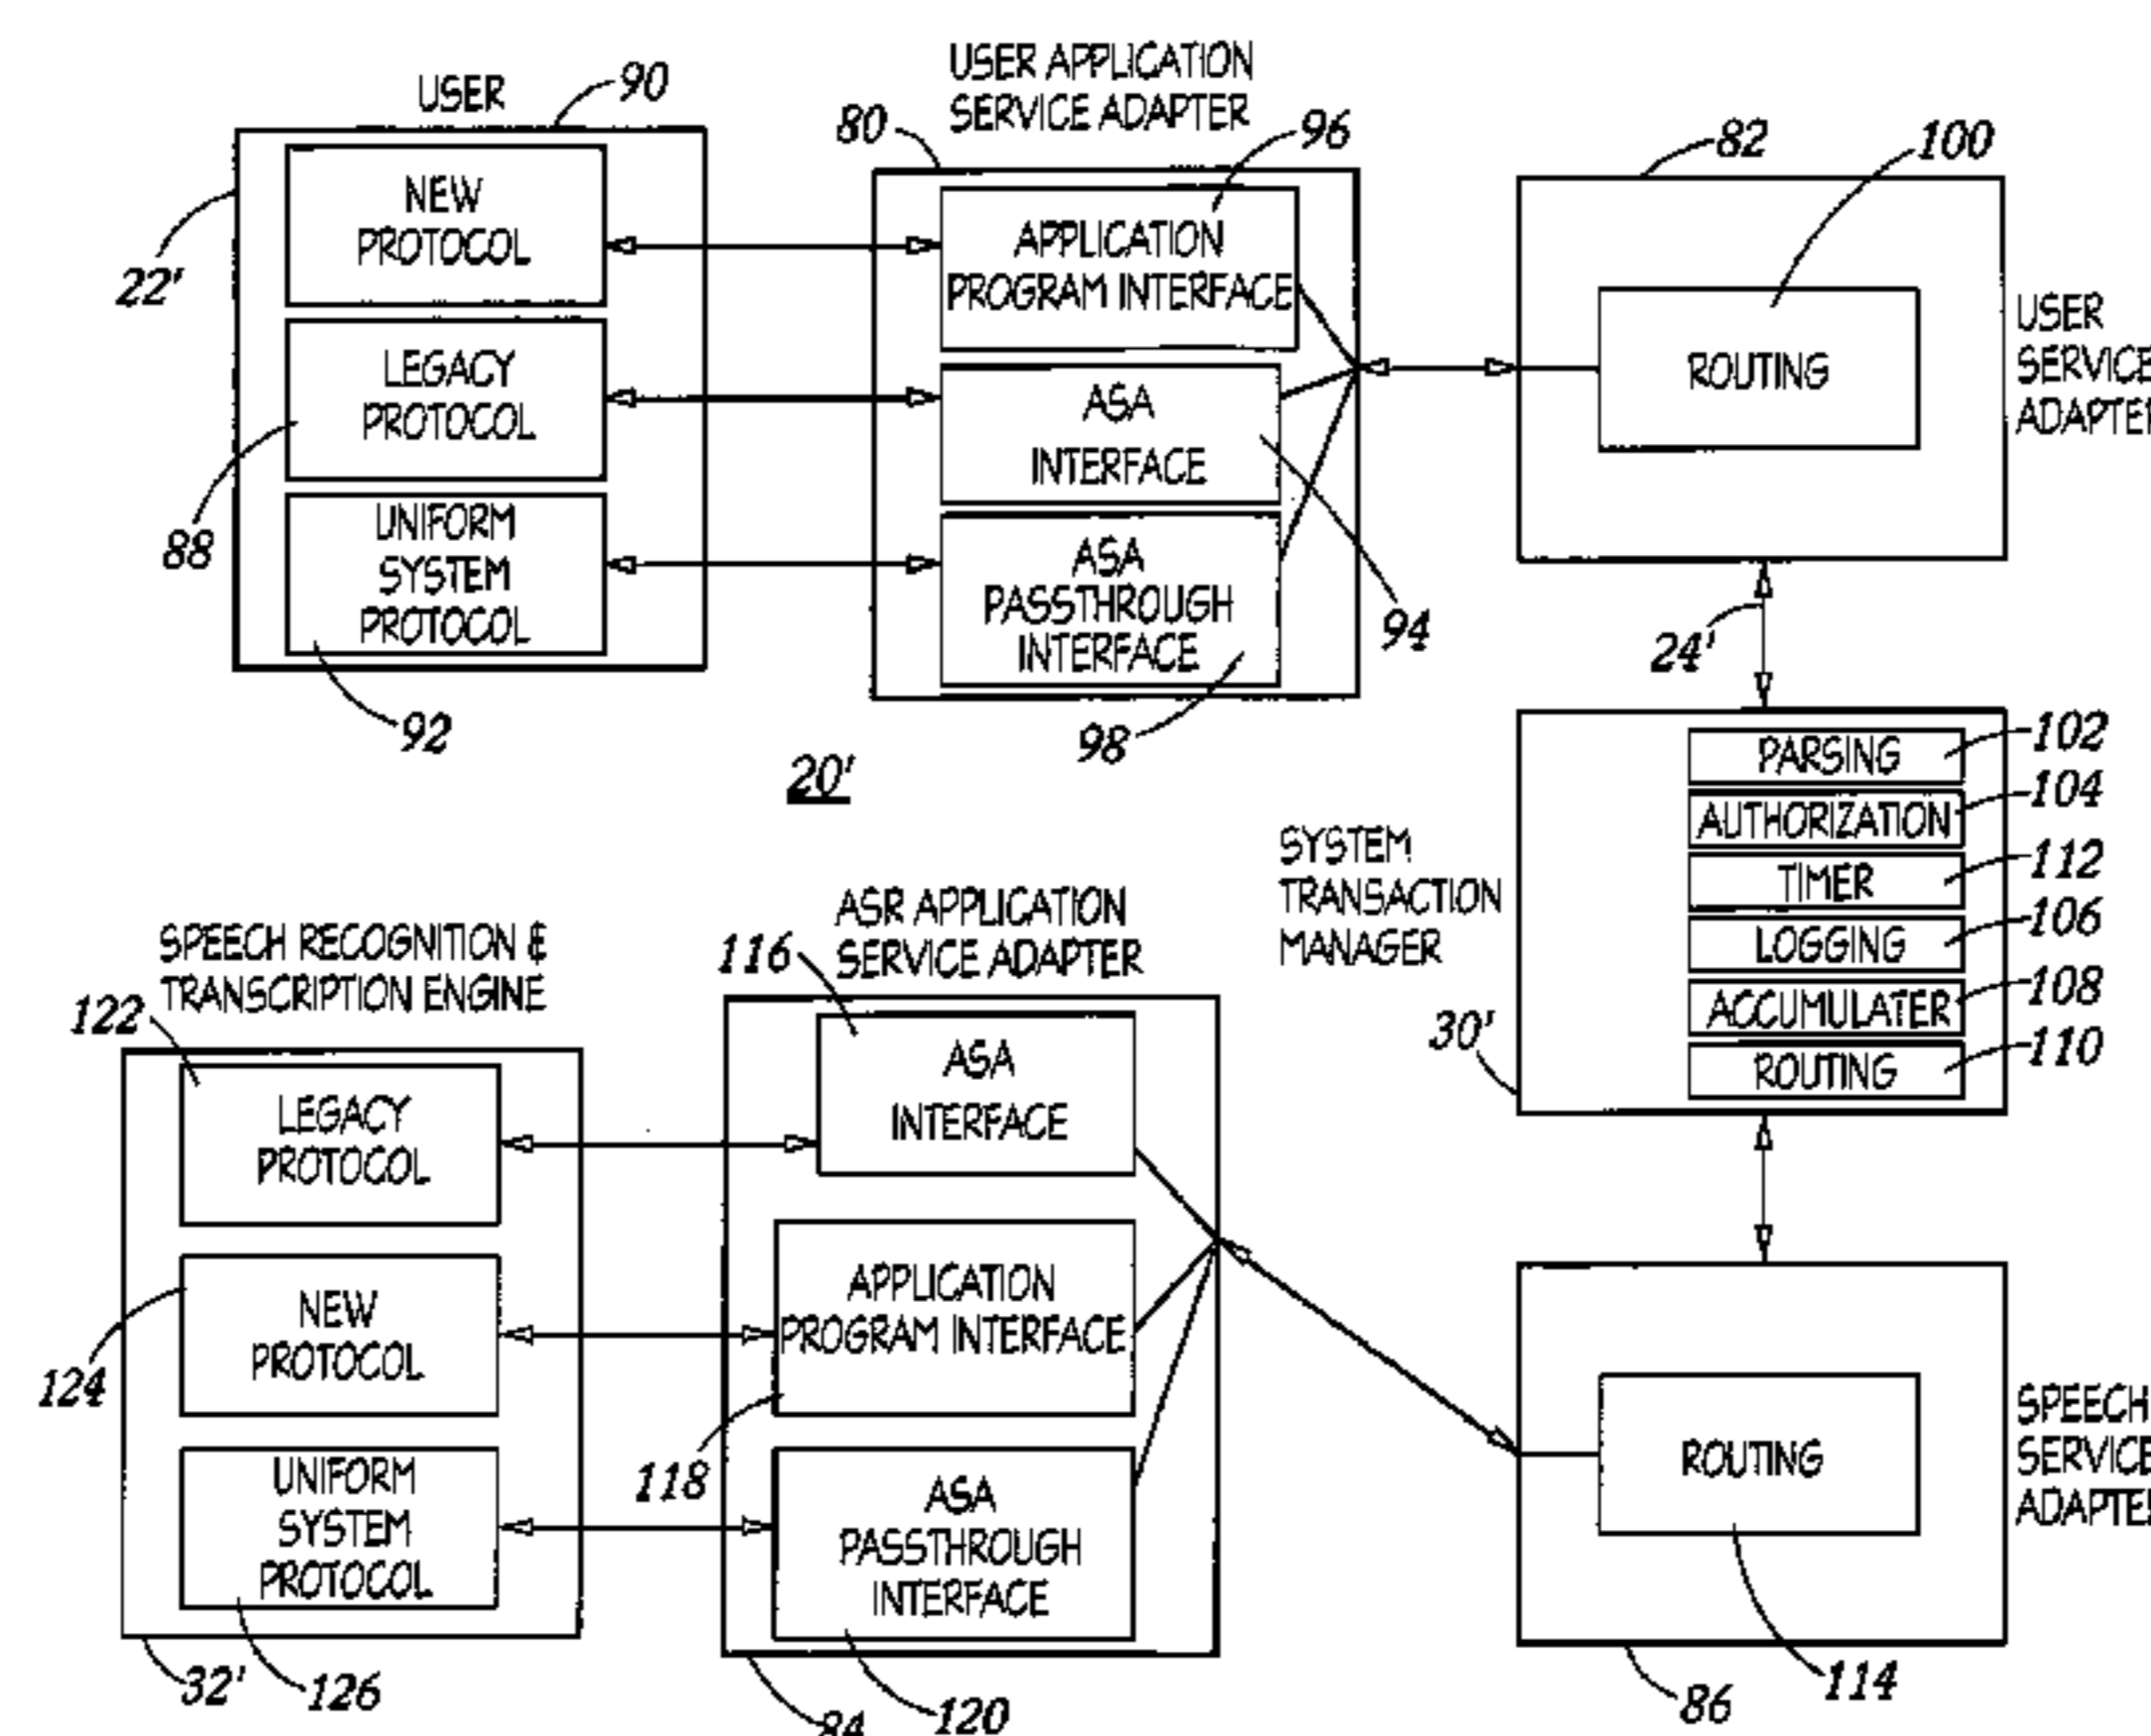 USER
90
22'
NEW
PROTOCOL
LEGACY
PROTOCOL
88
UNIFORM
SYSTEM
PROTOCOL
92
USER APPLICATION
SERVICE ADAPTER
80
96
APPLICATION
PROGRAM INTERFACE
ASA
INTERFACE
94
ASA
PASSTHROUGH
INTERFACE
98
82
100
ROUTING
USER
SERVICE
ADAPTER
24'
20'
SYSTEM
TRANSACTION
MANAGER
30'
PARSING
102
AUTHORIZATION
104
TIMER
112
LOGGING
106
ACCUMULATER
108
ROUTING
110
SPEECH RECOGNITION &
TRANSCRIPTION ENGINE
122
LEGACY
PROTOCOL
NEW
PROTOCOL
124
UNIFORM
SYSTEM
PROTOCOL
32'
126
ASR APPLICATION
SERVICE ADAPTER
116
ASA
INTERFACE
APPLICATION
PROGRAM INTERFACE
118
ASA
PASSTHROUGH
INTERFACE
84
120
ROUTING
SPEECH
SERVICE
ADAPTER
86
114